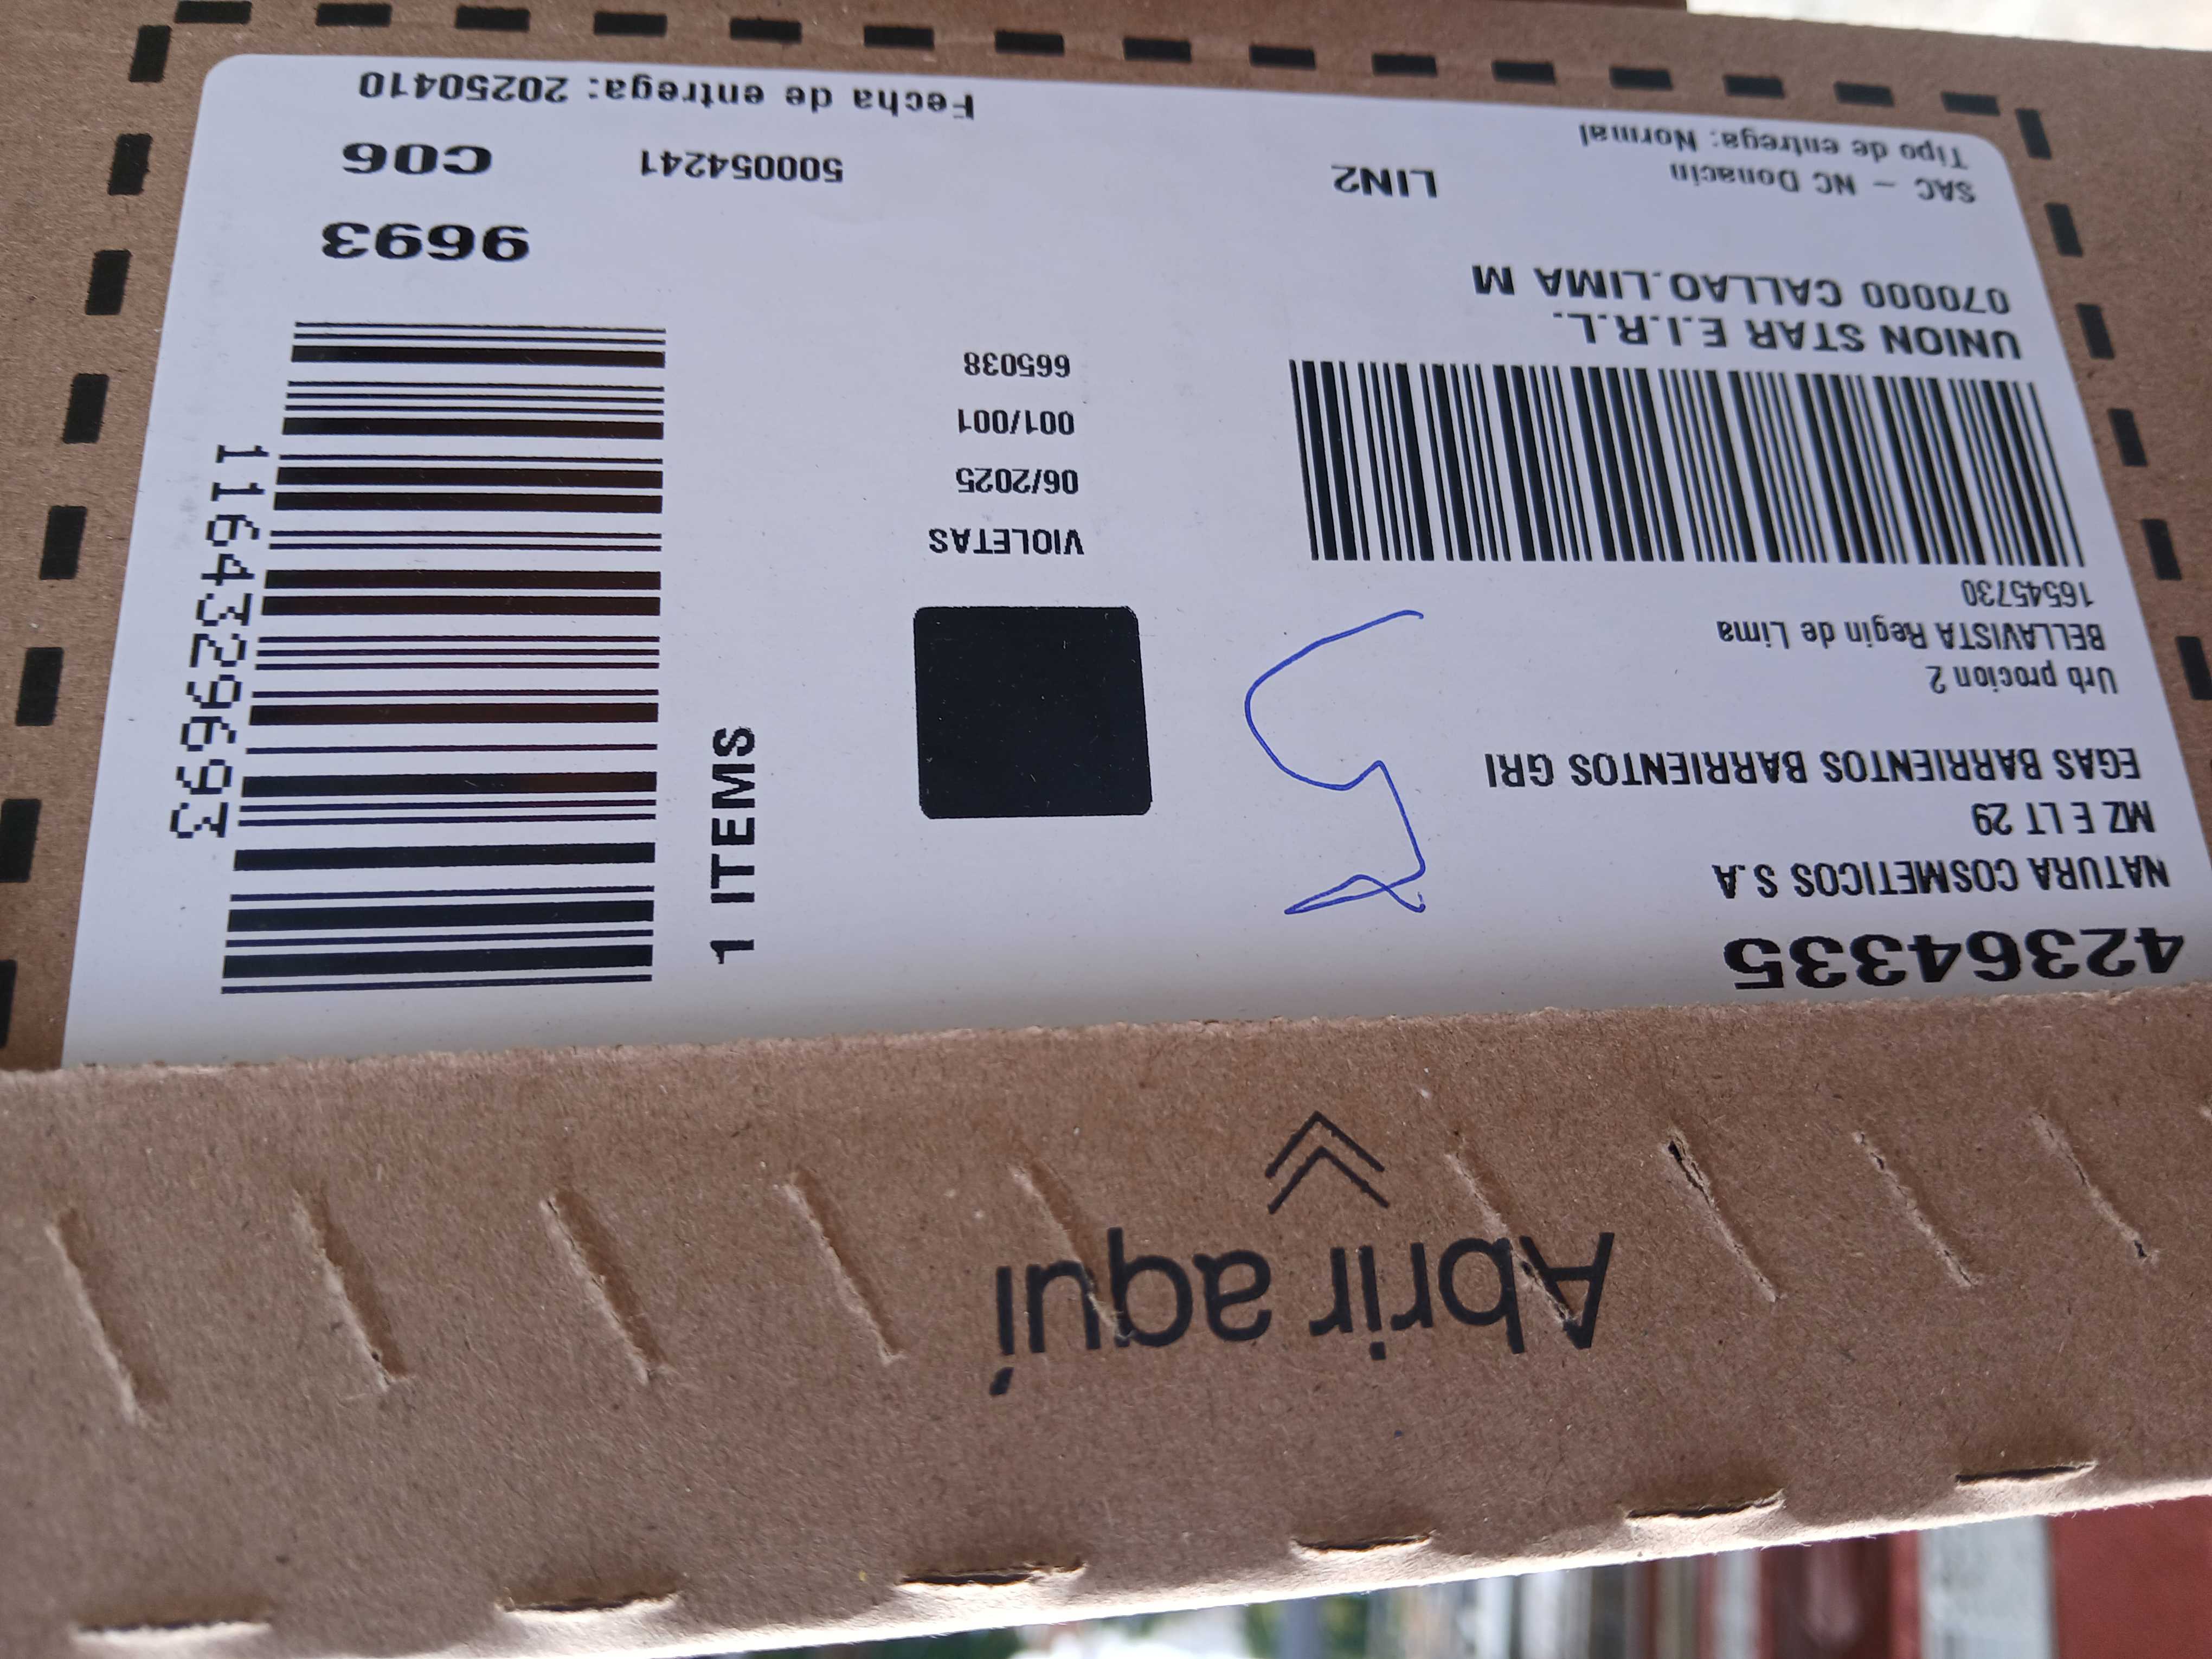 42364335
NATURA COSMETICOS S.A
MZ E LT 29
EGAS BARRIENTOS BARRIENTOS GRI
Urb procion 2
BELLAVISTA Regin de Lima
16545730
UNION STAR E.I.R.L.
070000 CALLAO.LIMA M
SAC - NC Donacin
Tipo de entrega: Normal
LIN2
VIOLETAS
06/2025
001/001
665038
1 ITEMS
1164329693
9693
500054241
C06
Fecha de entrega: 20250410
Abrir aquí